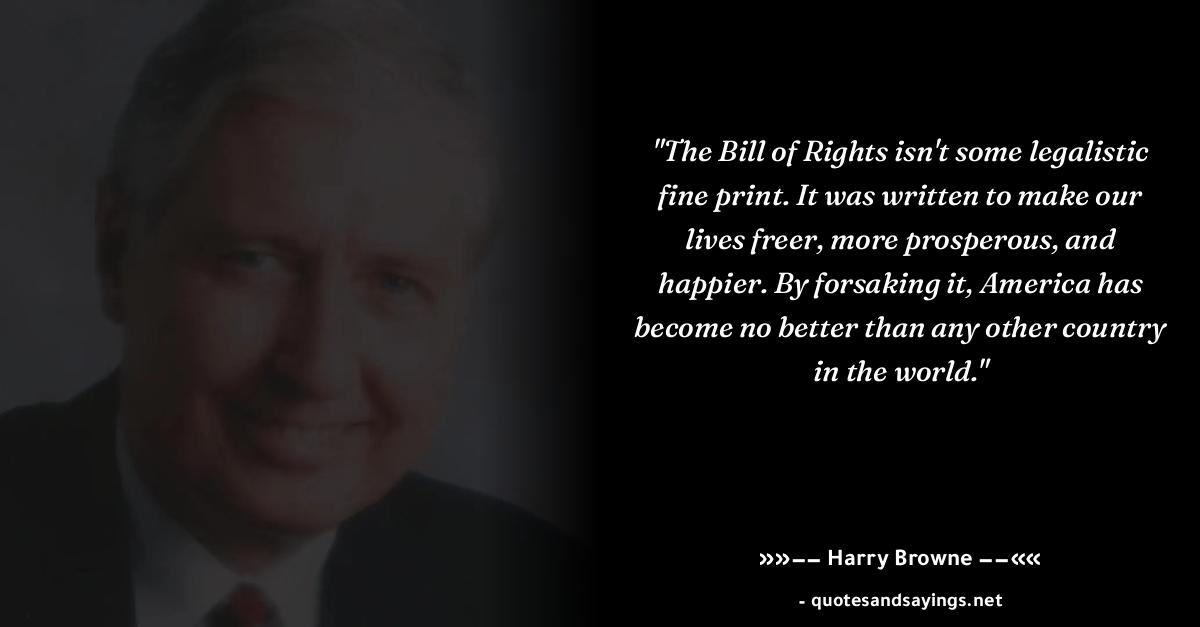 "The Bill of Rights isn't some legalistic
fine print. It was written to make our
lives freer, more prosperous, and
happier. By forsaking it, America has
become no better than any other country
in the world."
»»−− Harry Browne −−««
- quotesandsayings.net